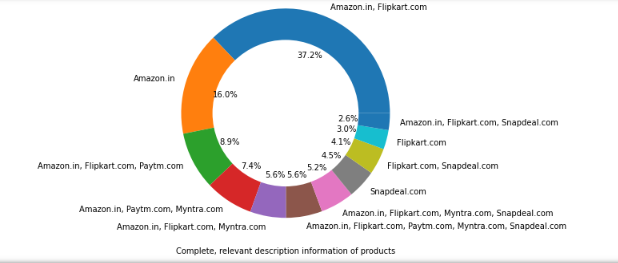 Amazon.in, Flipkart.com
37.2%
Amazon.in
16.0%
2.6%
Amazon.in, Flipkart.com, Snapdeal.com
3.0%
Flipkart.com
8.9%
4.1%
4.5%
Amazon.in, Flipkart.com, Paytm.com
7.4%
5.2%
Flipkart.com, Snapdeal.com
5.6%
5.6%
Snapdeal.com
Amazon.in, Paytm.com, Myntra.com
Amazon.in, Flipkart.com, Myntra.com, Snapdeal.com
Amazon.in, Flipkart.com, Myntra.com
Amazon.in, Flipkart.com, Paytm.com, Myntra.com, Snapdeal.com
Complete, relevant description information of products